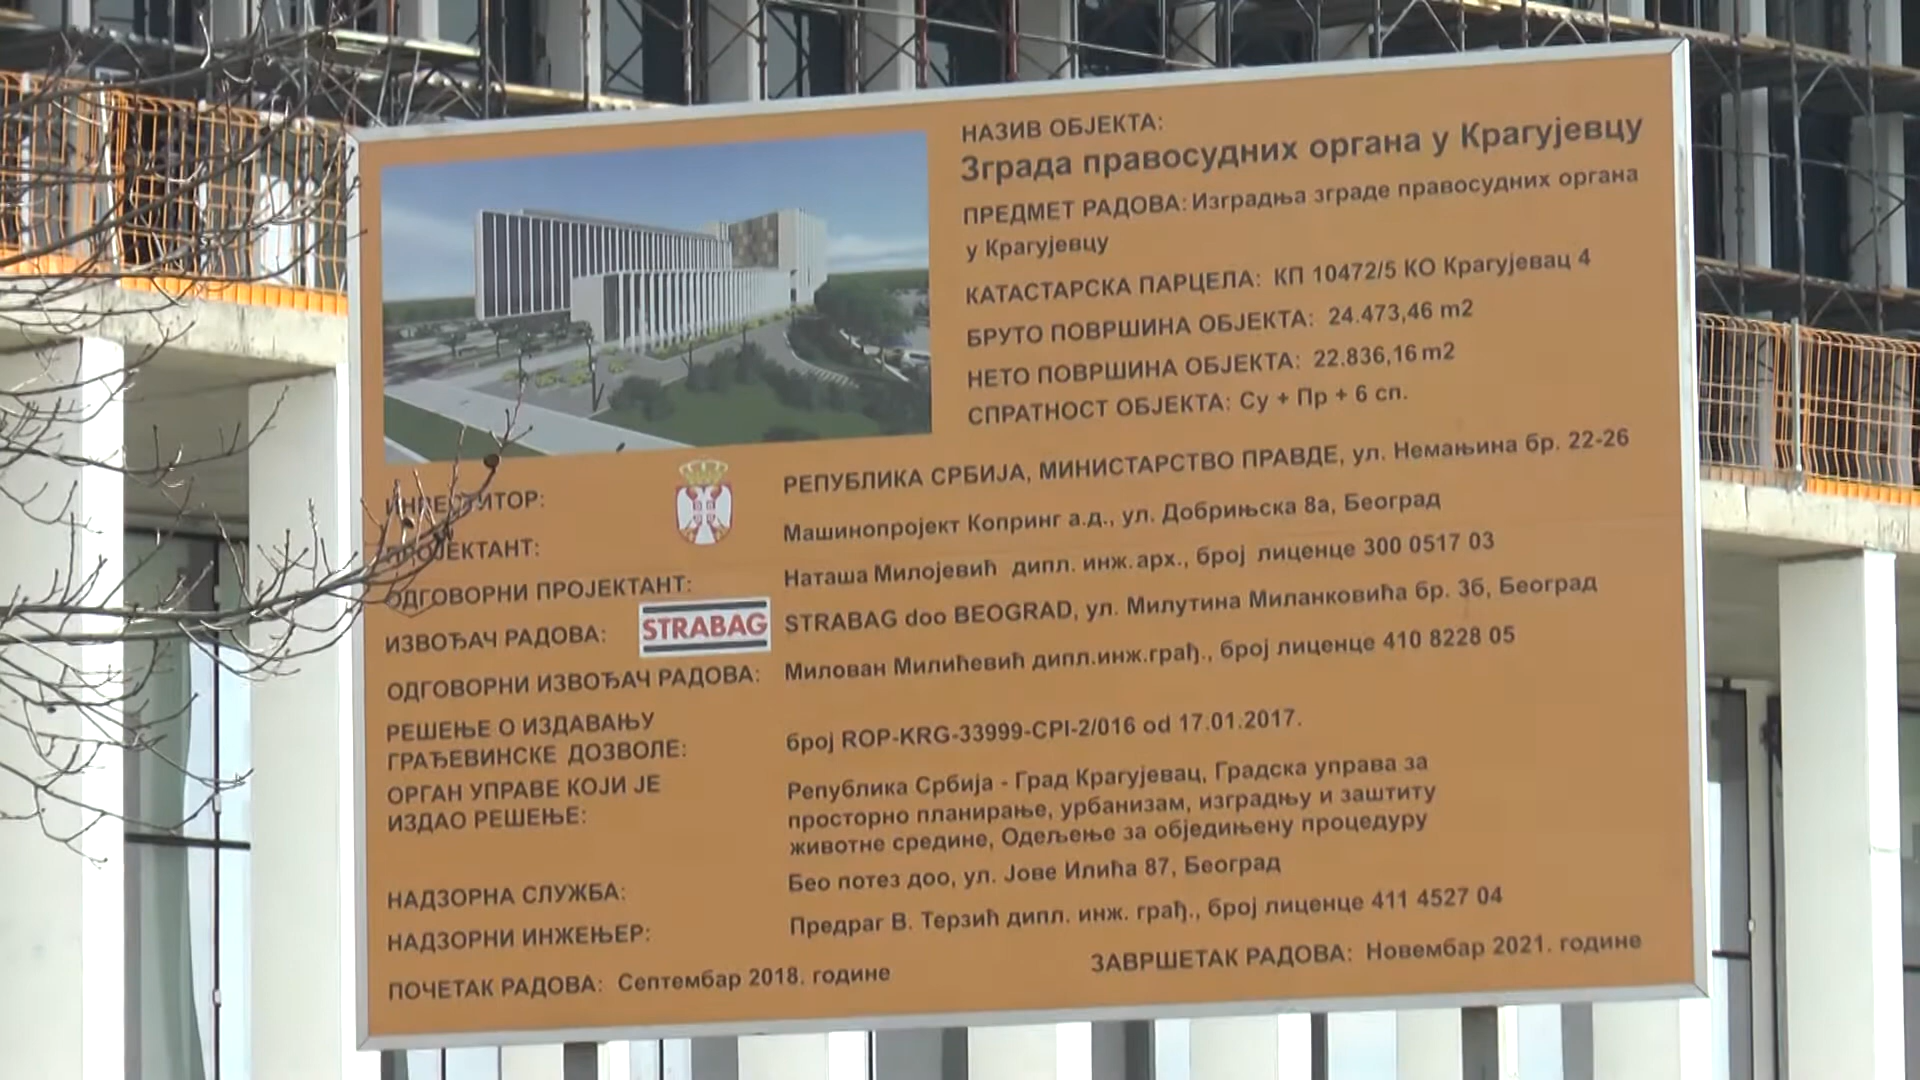 НАЗИВ ОБЈЕКТА:
Зграда правосудних органа у Крагујевцу
ПРЕДМЕТ РАДОВА: Изградња зграде правосудних органа
у Крагујевцу
КАТАСТАРСКА ПАРЦЕЛА: КП 10472/5 КО Крагујевац 4
БРУТО ПОВРШИНА ОБЈЕКТА: 24.473,46 m2
НЕТО ПОВРШИНА ОБЈЕКТА: 22.836,16 m2
СПРАТНОСТ ОБЈЕКТА: Су + Пр + 6 сп.
ИНВЕСТИТОР: РЕПУБЛИКА СРБИЈА, МИНИСТАРСТВО ПРАВДЕ, ул. Немањина бр. 22-26
ПРОЈЕКТАНТ: Машинопројект Копринг а.д., ул. Добрињска 8а, Београд
ОДГОВОРНИ ПРОЈЕКТАНТ: Наташа Милојевић дипл. инж. арх., број лиценце 300 0517 03
ИЗВОЂАЧ РАДОВА: STRABAG STRABAG doo BEOGRAD, ул. Милутина Миланковића бр. 3б, Београд
ОДГОВОРНИ ИЗВОЂАЧ РАДОВА: Милован Милићевић дипл.инж.грађ., број лиценце 410 8228 05
РЕШЕЊЕ О ИЗДАВАЊУ
ГРАЂЕВИНСКЕ ДОЗВОЛЕ: број ROP-KRG-33999-CPI-2/016 od 17.01.2017.
ОРГАН УПРАВЕ КОЈИ ЈЕ
ИЗДАО РЕШЕЊЕ:
Република Србија - Град Крагујевац, Градска управа за
просторно планирање, урбанизам, изградњу и заштиту
животне средине, Одељење за обједињену процедуру
НАДЗОРНА СЛУЖБА: Бео потез доо, ул. Јове Илића 87, Београд
НАДЗОРНИ ИНЖЕЊЕР: Предраг В. Терзић дипл. инж. грађ., број лиценце 411 4527 04
ПОЧЕТАК РАДОВА: Септембар 2018. године ЗАВРШЕТАК РАДОВА: Новембар 2021. године